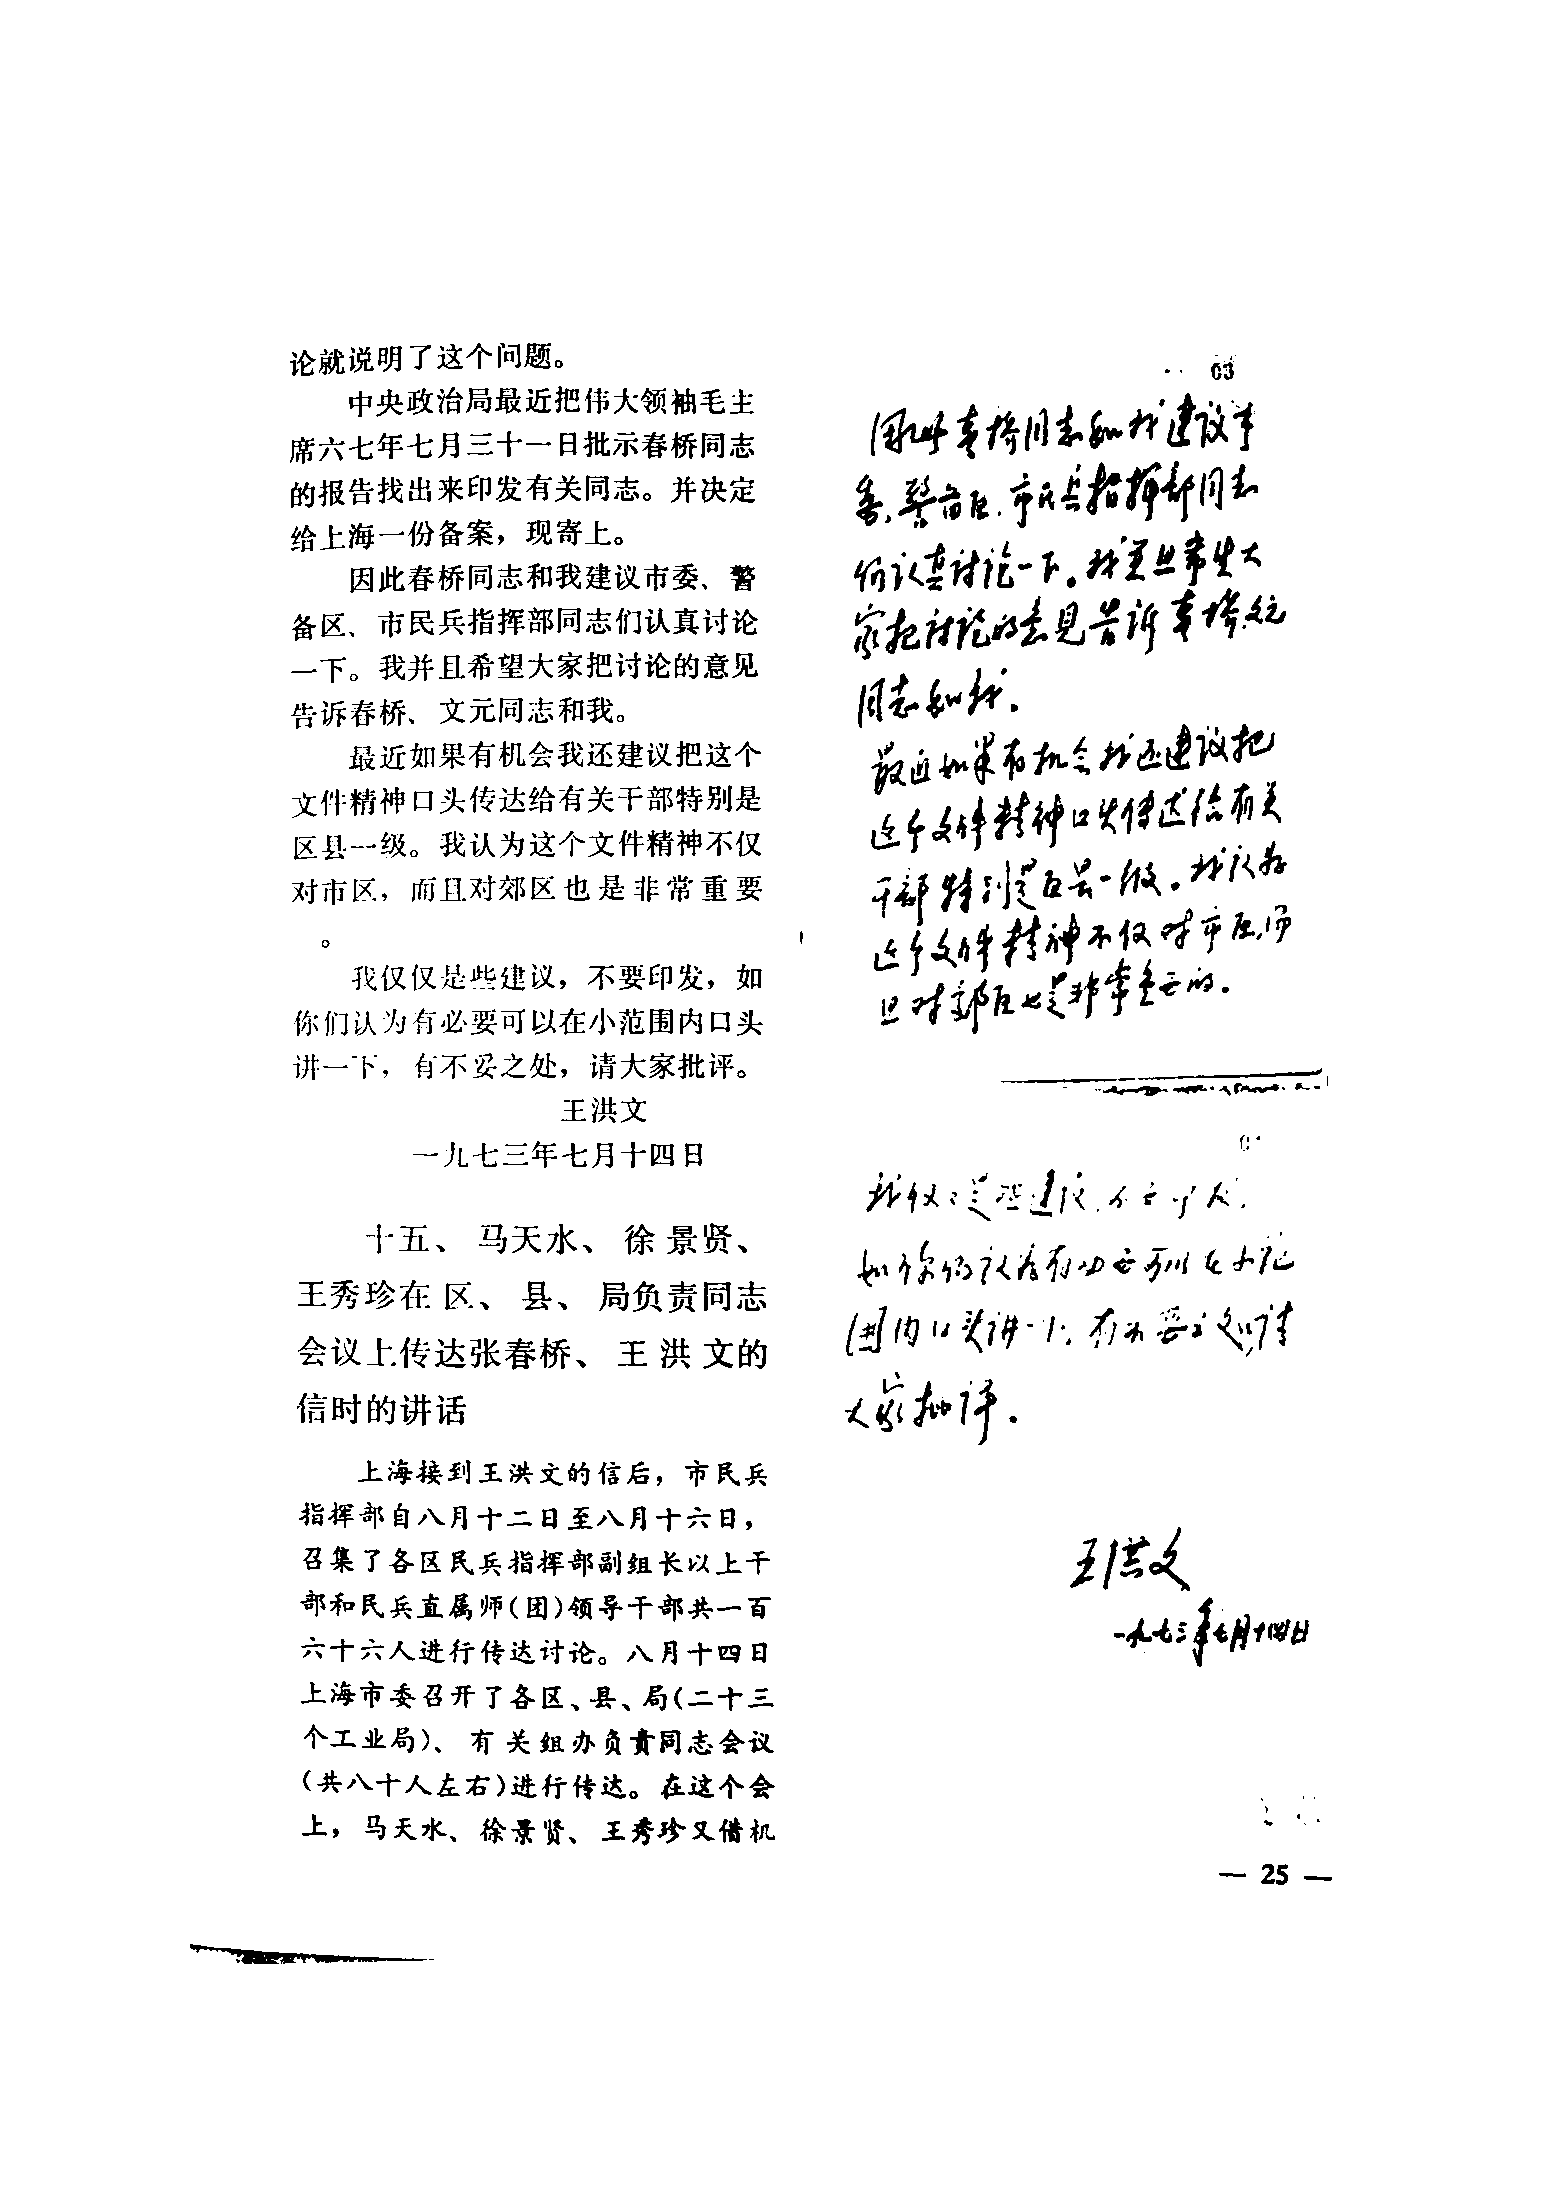 论就说明了这个问题。
中央政治局最近把伟大领袖毛主
席六七年七月三十一日批示春桥同志
的报告找出来印发有关同志。并决定
给上海一份备案，现寄上。
因此春桥同志和我建议市委、警
备区、市民兵指挥部同志们认真讨论
一下。我并且希望大家把讨论的意见
告诉春桥、文元同志和我。
最近如果有机会我还建议把这个
文件精神口头传达给有关干部特别是
区县一级。我认为这个文件精神不仅
对市区，而且对郊区也是非常重要
。
我仅仅是些建议，不要印发，如
你们认为有必要可以在小范围内口头
讲一下，有不妥之处，请大家批评。
王洪文
一九七三年七月十四日
十五、马天水、徐景贤、
王秀珍在区、县、局负责同志
会议上传达张春桥、王洪文的
信时的讲话
上海接到王洪文的信后，市民兵
指挥部自八月十二日至八月十六日，
召集了各区民兵指挥部副组长以上干
部和民兵直属师(团)领导干部共一百
六十六人进行传达讨论。八月十四日
上海市委召开了各区、县、局(二十三
个工业局)、有关组办负责同志会议
(共八十人左右)进行传达。在这个会
上，马天水、徐景贤、王秀珍又借机
03
因此春桥同志和我建议市
委、警备区、市民兵指挥部同志
们认真讨论一下。我并且希望大
家把讨论的意见告诉春桥、文元
同志和我。
最近如果有机会我还建议把
这个文件精神口头传达给有关
干部特别是区县一级。我认为
这个文件精神不仅对市区，而
且对郊区也是非常重要的。
我仅仅是些建议，不要印发，
如你们认为有必要可以在小范
围内口头讲一下，有不妥之处，请
大家批评。
王洪文
一九七三年七月十四日
— 25 —